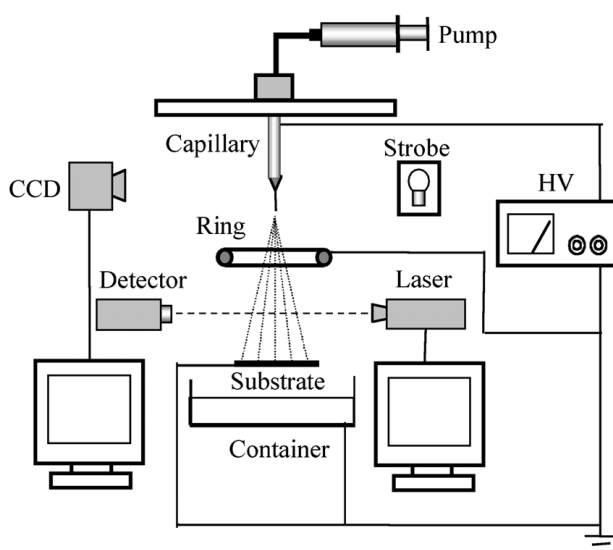 Pump
Capillary
Strobe
CCD
HV
Ring
Detector
Laser
Substrate
Container